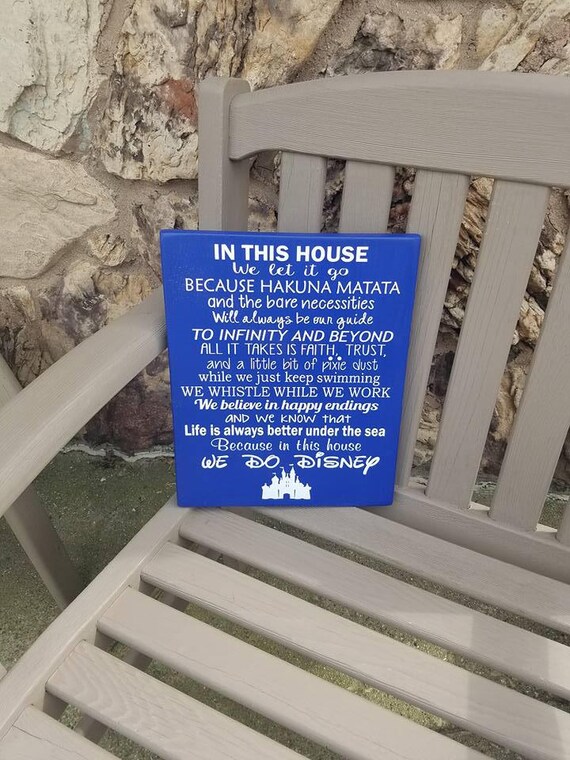 IN THIS HOUSE
We let it go
BECAUSE HAKUNA MATATA
and the bare necessities
Will always be our guide
TO INFINITY AND BEYOND
ALL IT TAKES IS FAITH, TRUST,
and a little bit of pixie dust
while we just keep swimming
WE WHISTLE WHILE WE WORK
We believe in happy endings
AND WE KNOW THAT
Life is always better under the sea
Because in this house
WE DO DISNEY